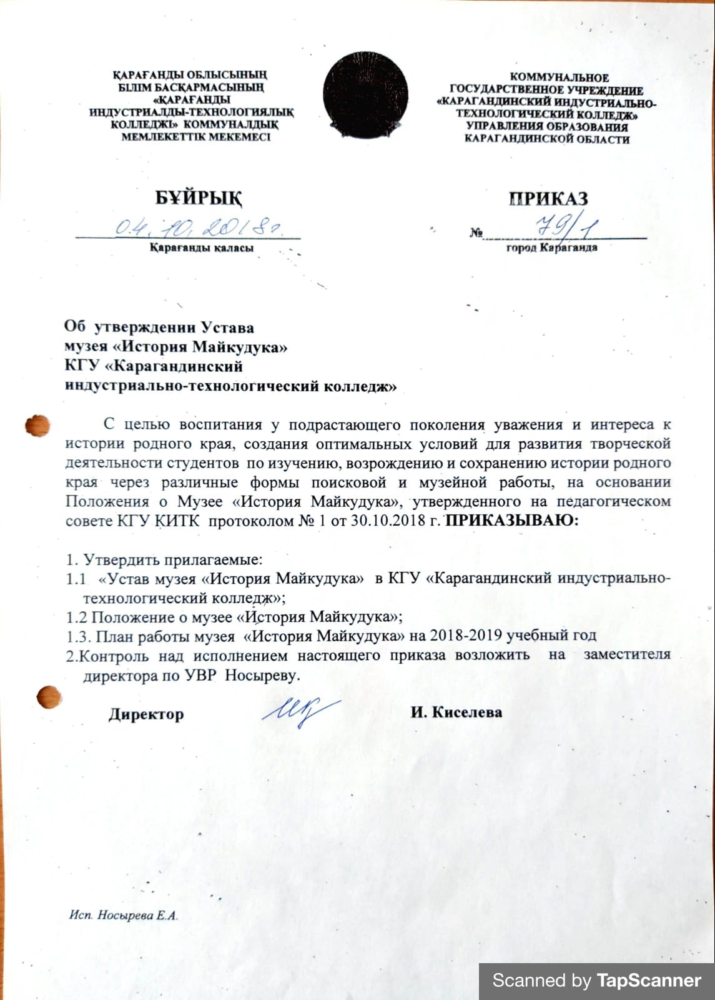 ҚАРАҒАНДЫ ОБЛЫСЫНЫҢ
БІЛІМ БАСҚАРМАСЫНЫҢ
«ҚАРАҒАНДЫ
ИНДУСТРИАЛДЫ-ТЕХНОЛОГИЯЛЫҚ
КОЛЛЕДЖІ» КОММУНАЛДЫҚ
МЕМЛЕКЕТТІК МЕКЕМЕСІ
КОММУНАЛЬНОЕ
ГОСУДАРСТВЕННОЕ УЧРЕЖДЕНИЕ
«КАРАГАНДИНСКИЙ ИНДУСТРИАЛЬНО-
ТЕХНОЛОГИЧЕСКИЙ КОЛЛЕДЖ»
УПРАВЛЕНИЯ ОБРАЗОВАНИЯ
КАРАГАНДИНСКОЙ ОБЛАСТИ
БҰЙРЫҚ
04.10.2018г.
Қарағанды қаласы
ПРИКАЗ
№ 79/1
город Караганда
Об утверждении Устава
музея «История Майкудука»
КГУ «Карагандинский
индустриально-технологический колледж»
С целью воспитания у подрастающего поколения уважения и интереса к
истории родного края, создания оптимальных условий для развития творческой
деятельности студентов по изучению, возрождению и сохранению истории родного
края через различные формы поисковой и музейной работы, на основании
Положения о Музее «История Майкудука», утвержденного на педагогическом
совете КГУ КИТК протоколом № 1 от 30.10.2018 г. ПРИКАЗЫВАЮ:
1. Утвердить прилагаемые:
1.1 «Устав музея «История Майкудука» в КГУ «Карагандинский индустриально-
технологический колледж»;
1.2 Положение о музее «История Майкудука»;
1.3. План работы музея «История Майкудука» на 2018-2019 учебный год
2.Контроль над исполнением настоящего приказа возложить на заместителя
директора по УВР Носыреву.
Директор И. Киселева
Исп. Носырева Е.А.
Scanned by TapScanner